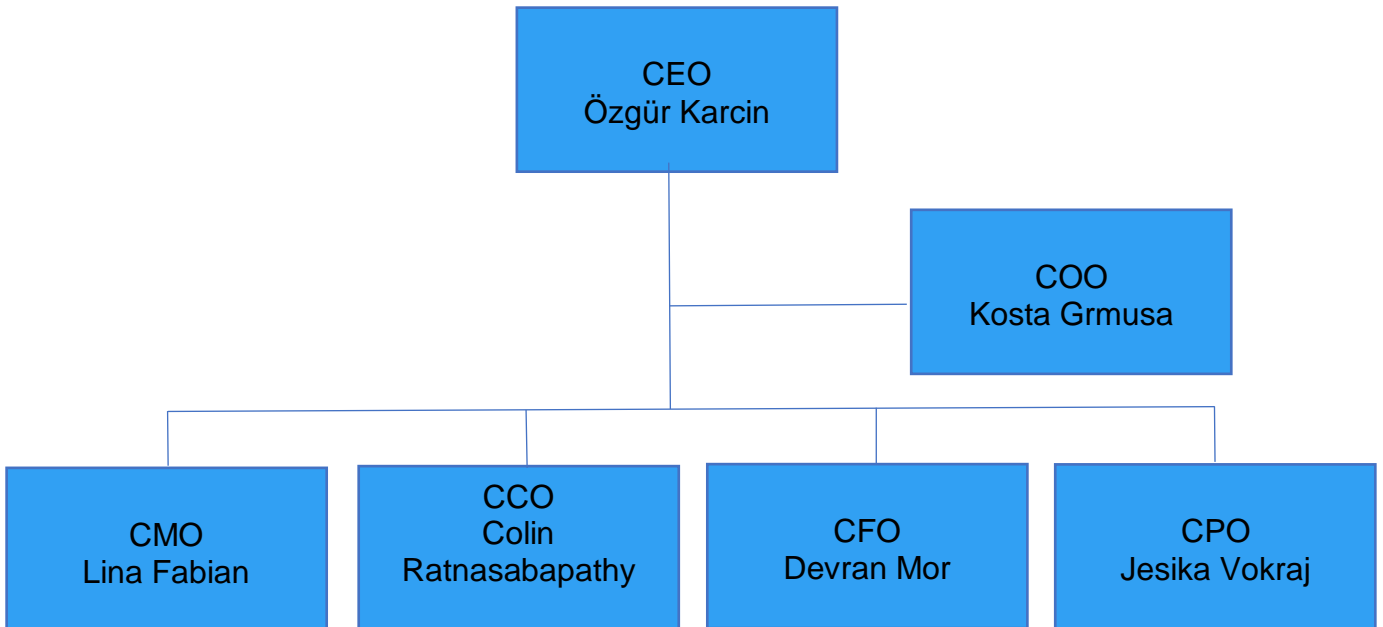 CEO
Özgür Karcin
COO
Kosta Grmusa
CMO
Lina Fabian
CCO
Colin
Ratnasabapathy
CFO
Devran Mor
CPO
Jesika Vokraj